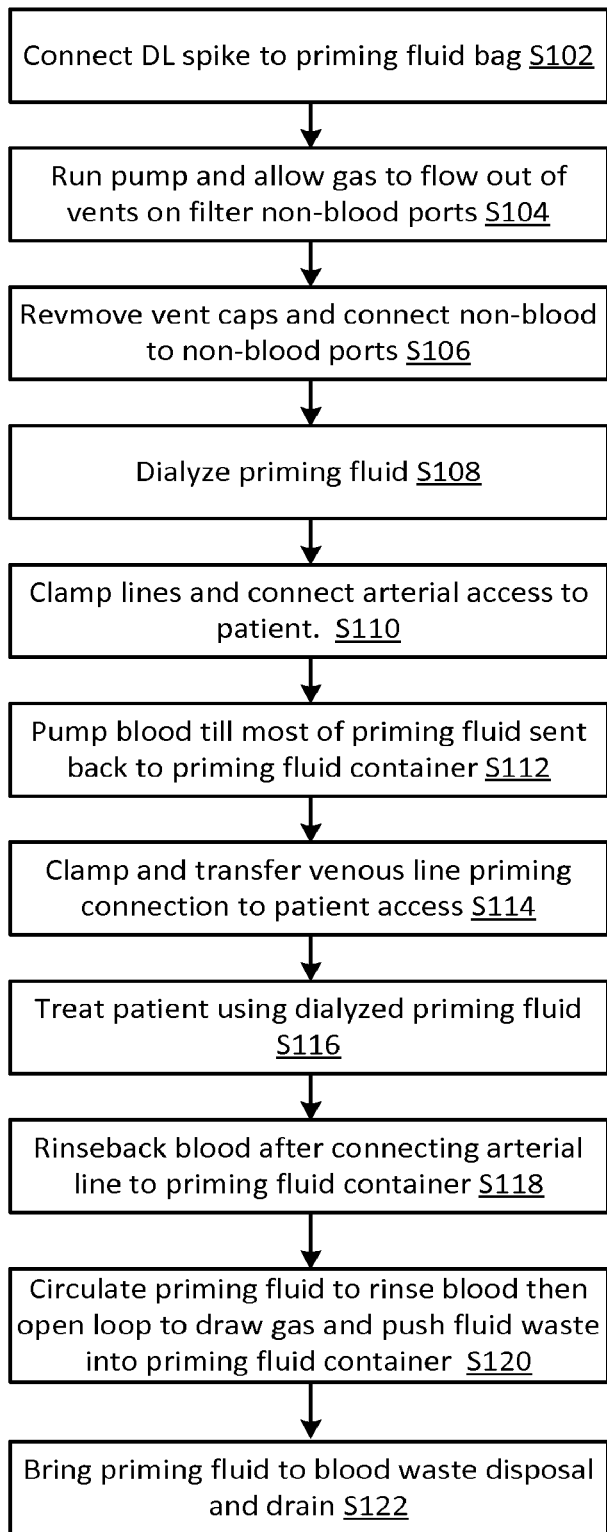 Connect DL spike to priming fluid bag S102
Run pump and allow gas to flow out of
vents on filter non-blood ports S104
Revmove vent caps and connect non-blood
to non-blood ports S106
Dialyze priming fluid S108
Clamp lines and connect arterial access to
patient. S110
Pump blood till most of priming fluid sent
back to priming fluid container S112
Clamp and transfer venous line priming
connection to patient access S114
Treat patient using dialyzed priming fluid
S116
Rinseback blood after connecting arterial
line to priming fluid container S118
Circulate priming fluid to rinse blood then
open loop to draw gas and push fluid waste
into priming fluid container S120
Bring priming fluid to blood waste disposal
and drain S122